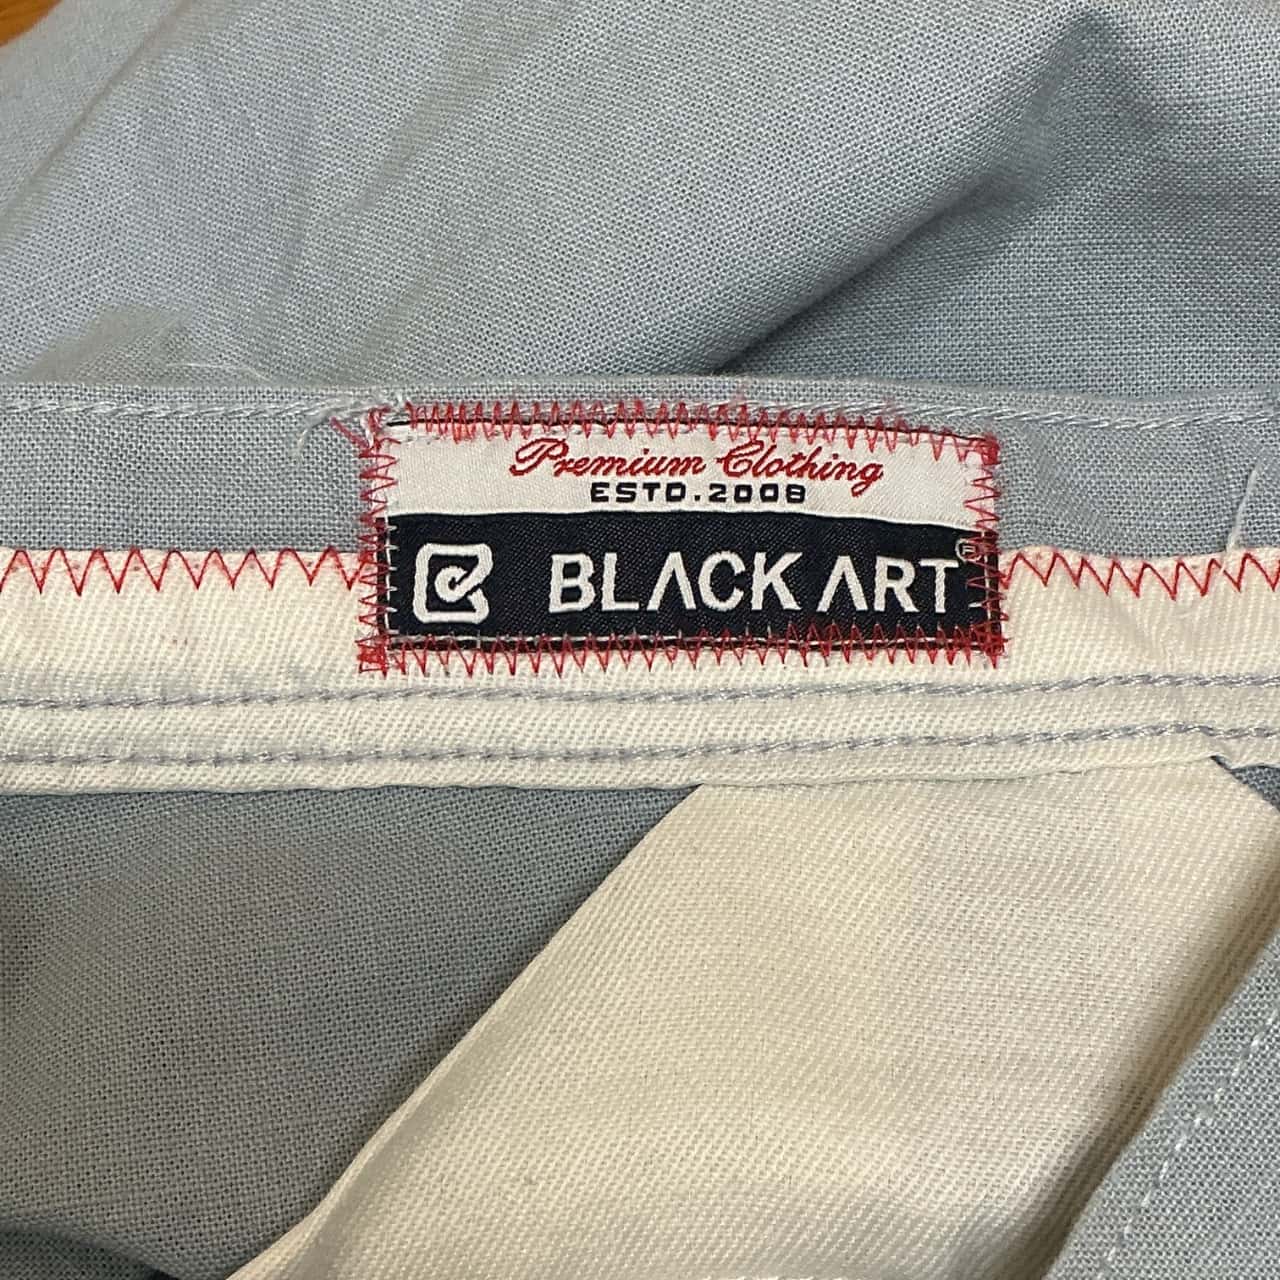 Premium Clothing
ESTD.2008
BLACK ART ®